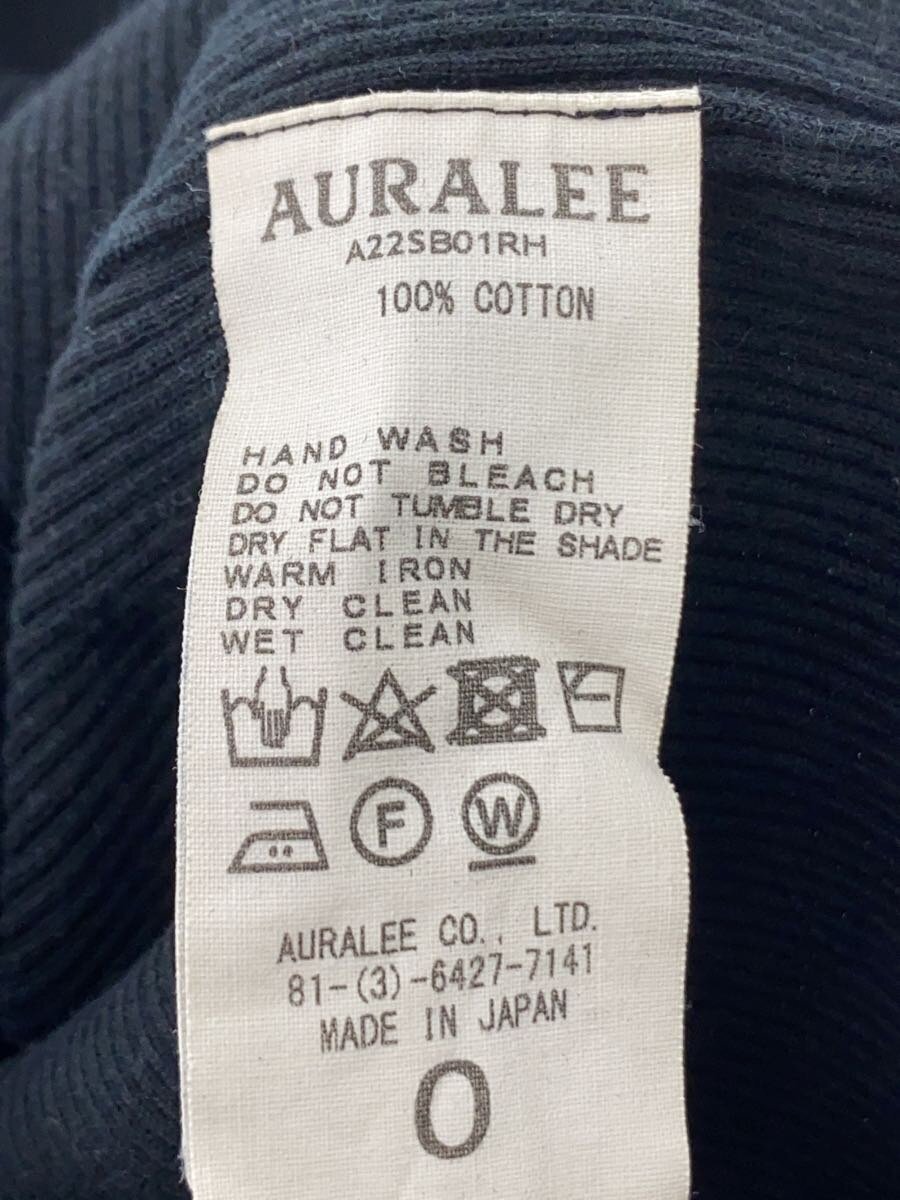 AURALEE
A22SB01RH
100% COTTON
HAND WASH
DO NOT BLEACH
DO NOT TUMBLE DRY
DRY FLAT IN THE SHADE
WARM IRON
DRY CLEAN
WET CLEAN
F W
AURALEE CO., LTD.
81-(3)-6427-7141
MADE IN JAPAN
0